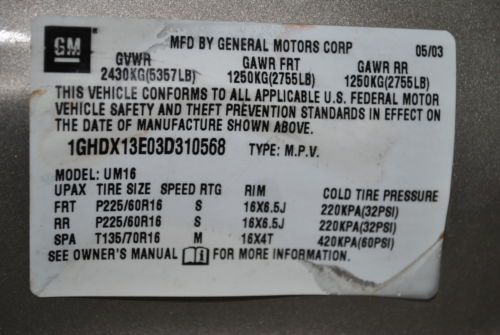 GM
MFD BY GENERAL MOTORS CORP 05/03
GVWR GAWR FRT GAWR RR
2430KG(5357LB) 1250KG(2755LB) 1250KG(2755LB)
THIS VEHICLE CONFORMS TO ALL APPLICABLE U.S. FEDERAL MOTOR
VEHICLE SAFETY AND THEFT PREVENTION STANDARDS IN EFFECT ON
THE DATE OF MANUFACTURE SHOWN ABOVE.
1GHDX13E03D310568 TYPE: M.P.V.
MODEL: UM16
UPAX TIRE SIZE SPEED RTG RIM COLD TIRE PRESSURE
FRT P225/60R16 S 16X6.5J 220KPA(32PSI)
RR P225/60R16 S 16X6.5J 220KPA(32PSI)
SPA T135/70R16 M 16X4T 420KPA(60PSI)
SEE OWNER'S MANUAL FOR MORE INFORMATION.